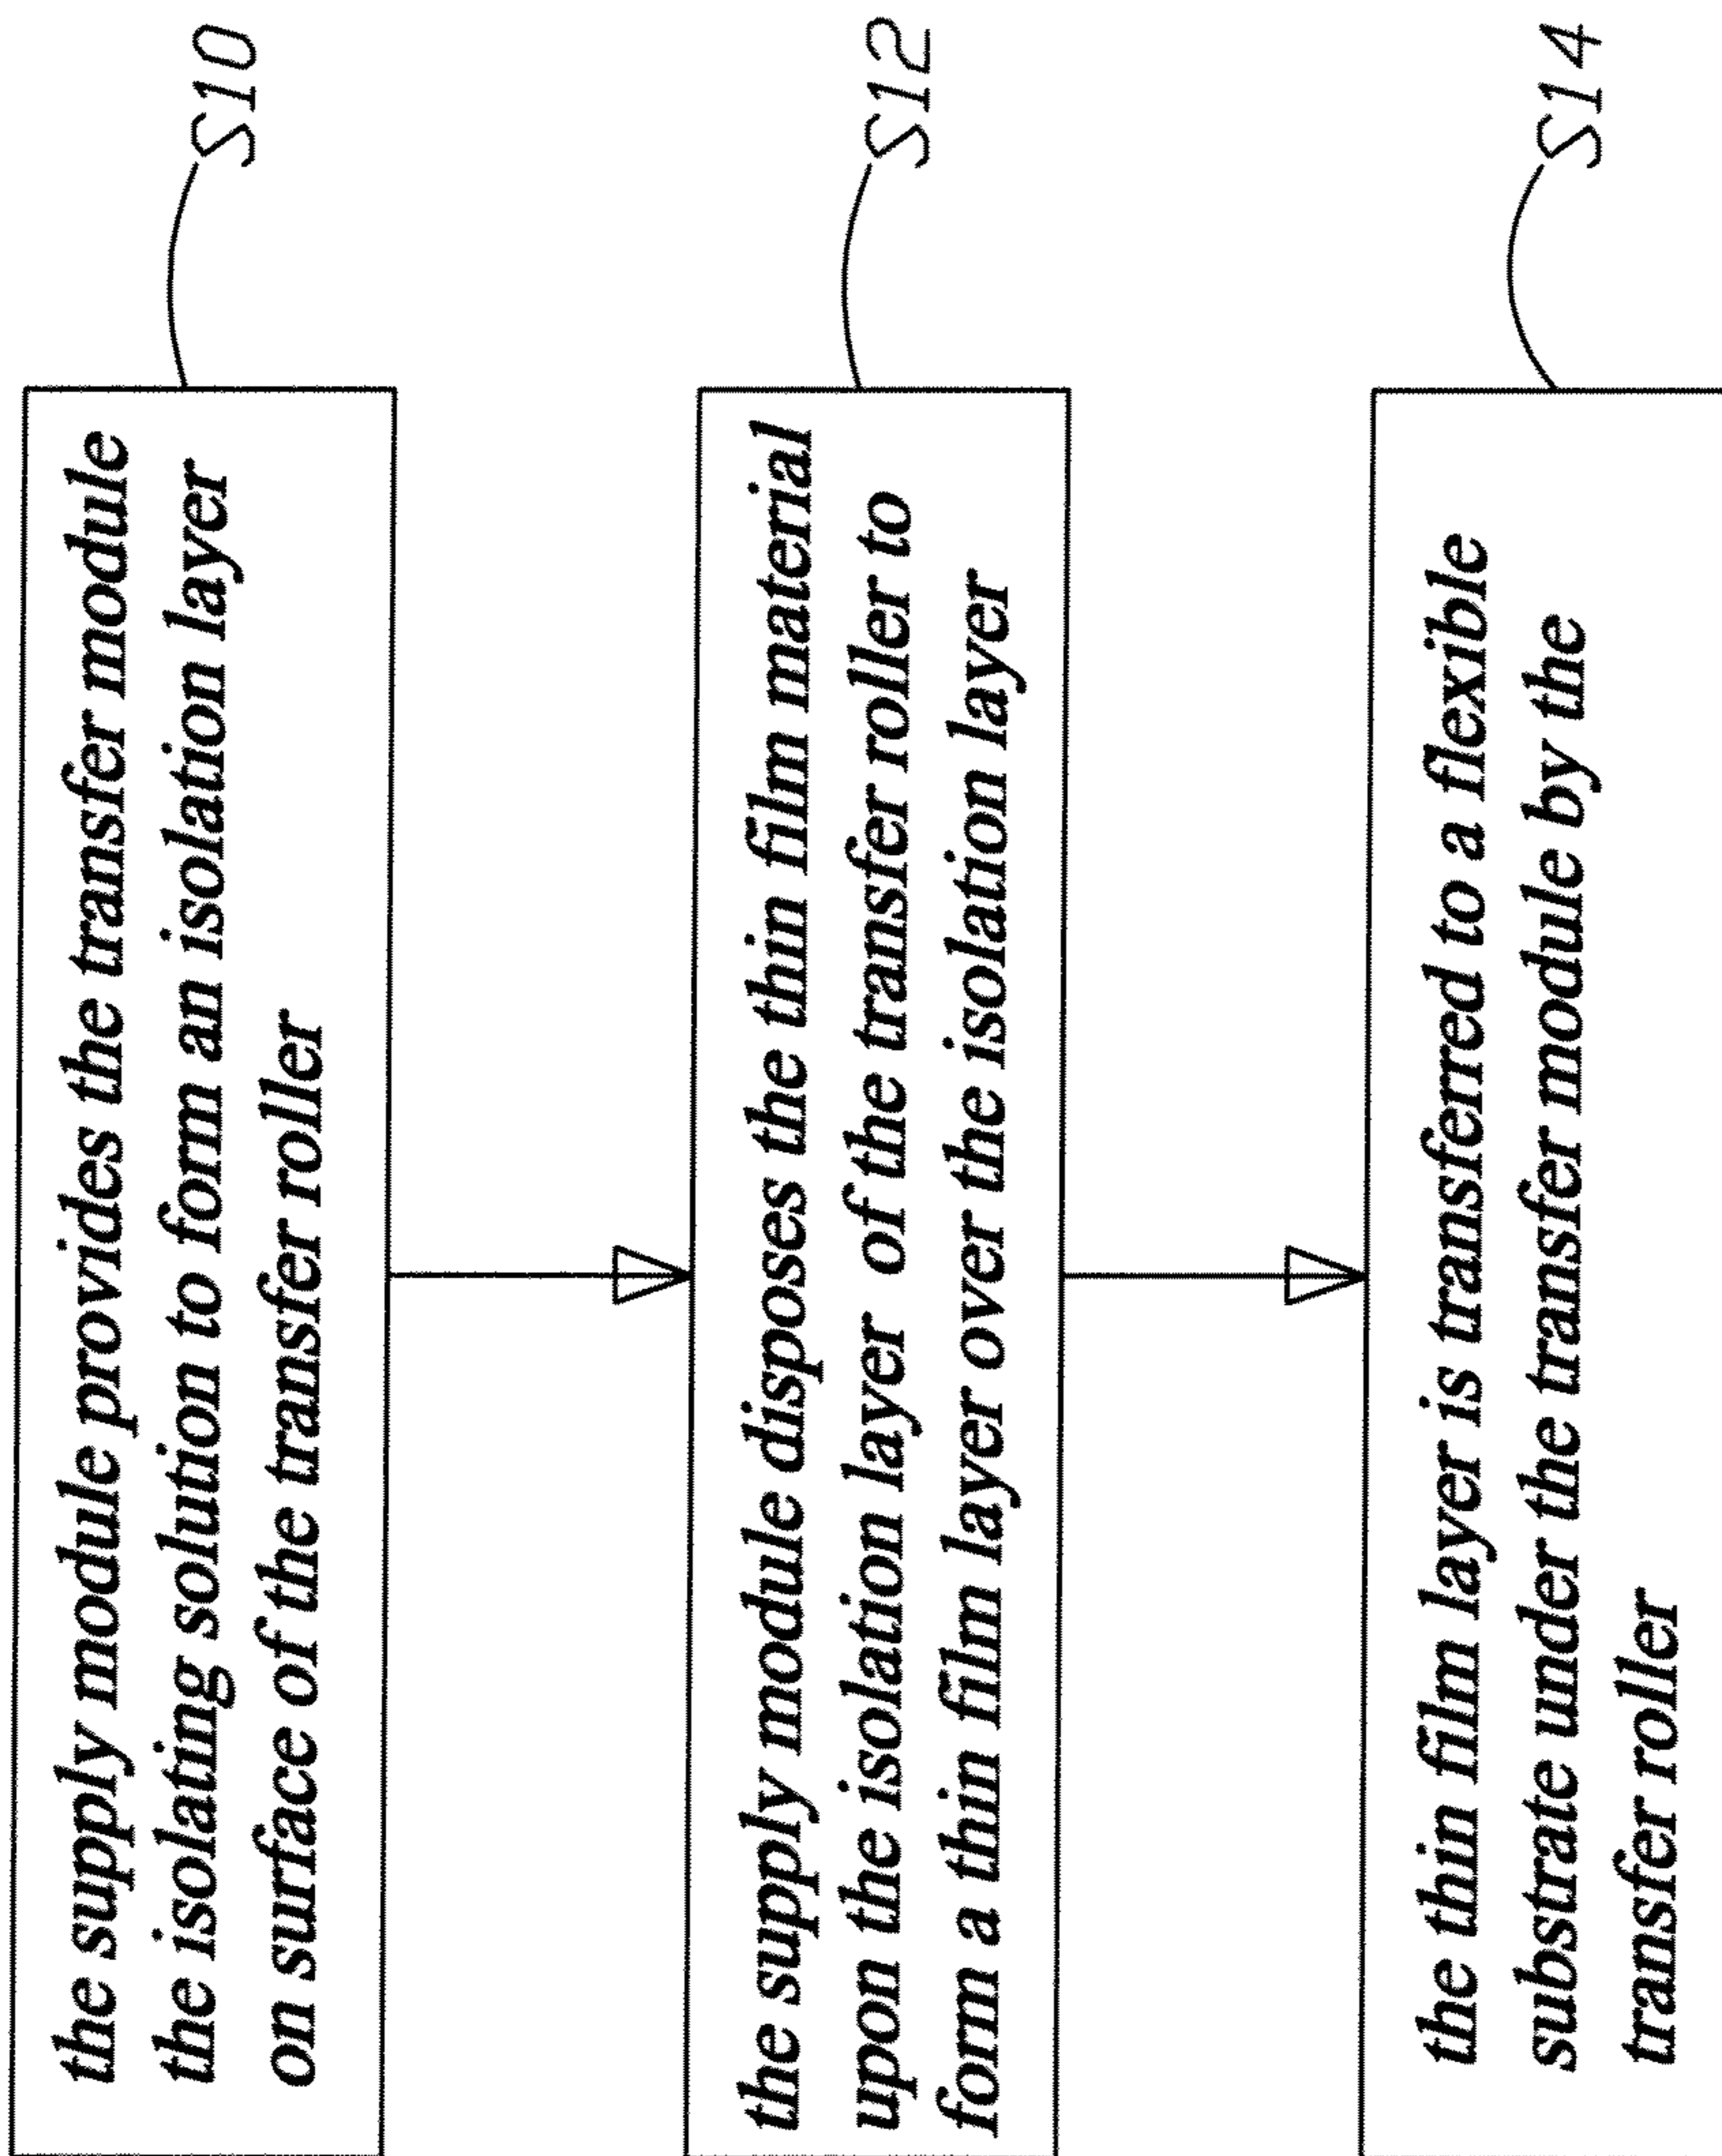 the supply module provides the transfer module
the isolating solution to form an isolation layer
on surface of the transfer roller
S10
the supply module disposes the thin film material
upon the isolation layer of the transfer roller to
form a thin film layer over the isolation layer
S12
the thin film layer is transferred to a flexible
substrate under the transfer module by the
transfer roller
S14